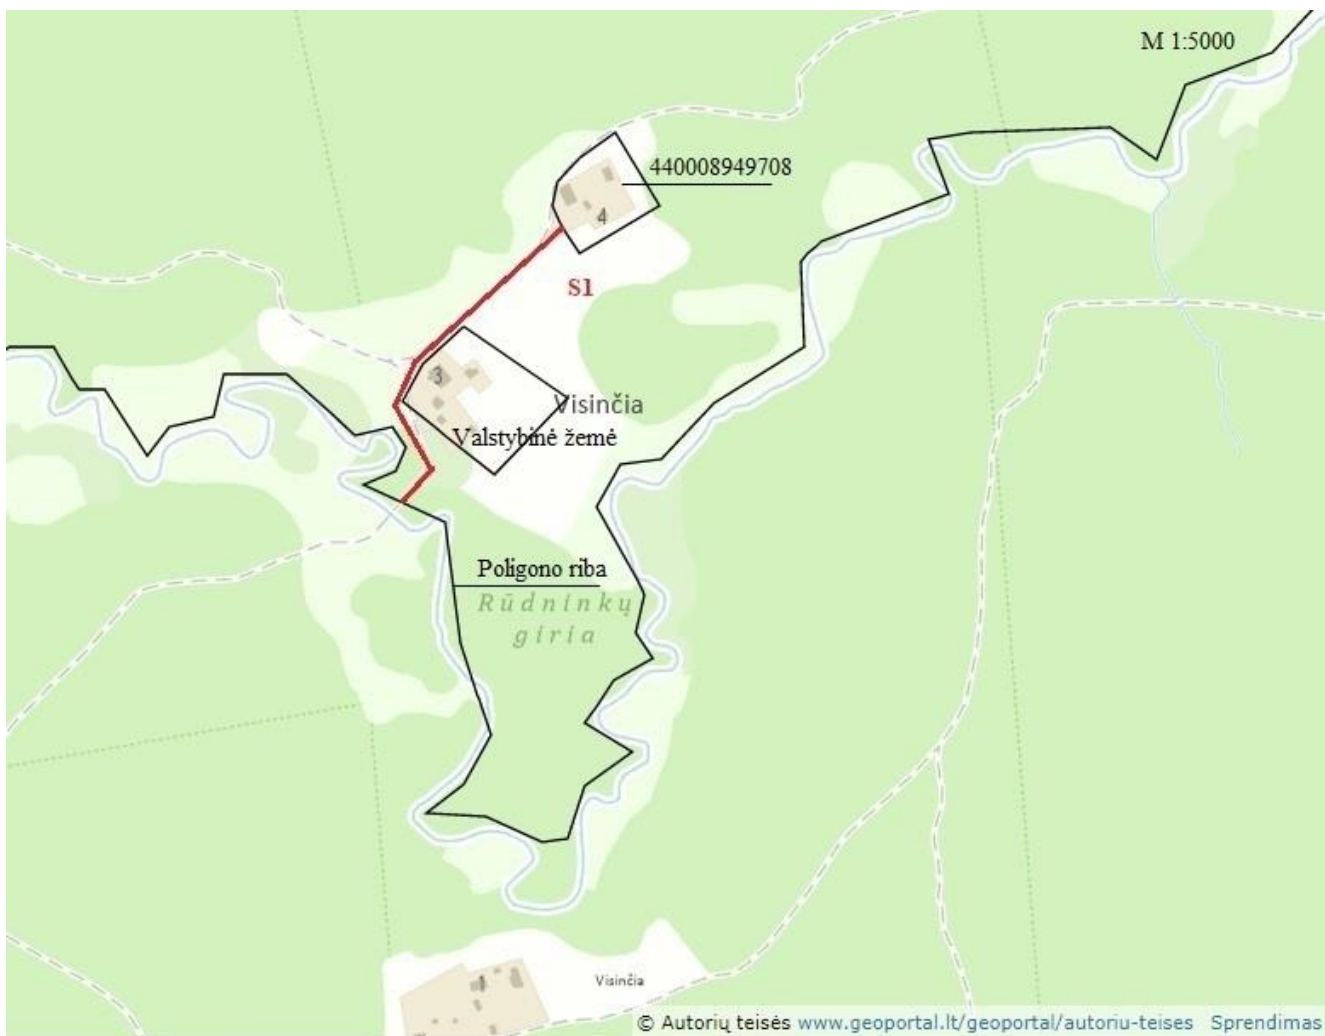 M 1:5000
440008949708
4
S1
3
Visinčia
Valstybinė žemė
Poligono riba
Rūdninkų
giria
1
Visinčia
© Autorių teisės www.geoportal.lt/geoportal/autoriu-teises Sprendimas